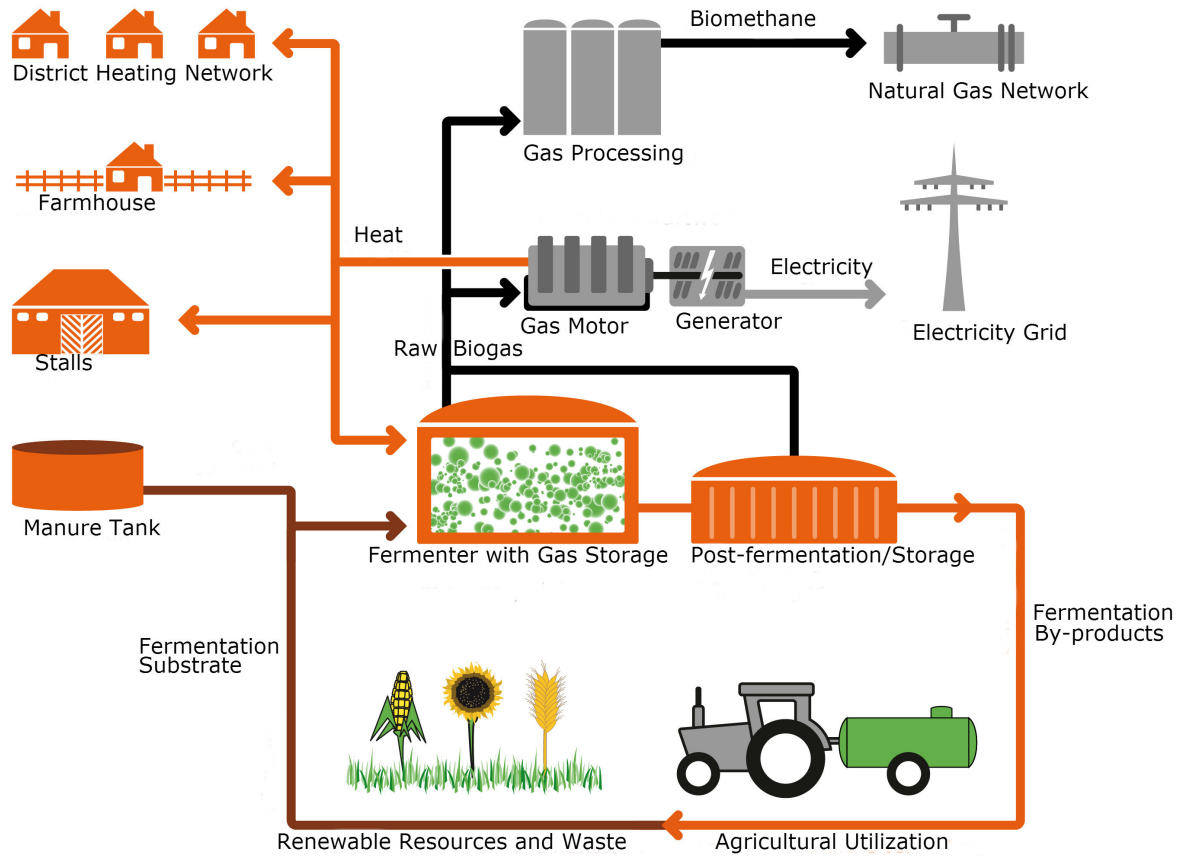 Biomethane
District Heating Network
Natural Gas Network
Gas Processing
Farmhouse
Heat
Electricity
Gas Motor
Generator
Electricity Grid
Raw Biogas
Stalls
Manure Tank
Fermenter with Gas Storage
Post-fermentation/Storage
Fermentation
By-products
Fermentation
Substrate
Renewable Resources and Waste
Agricultural Utilization